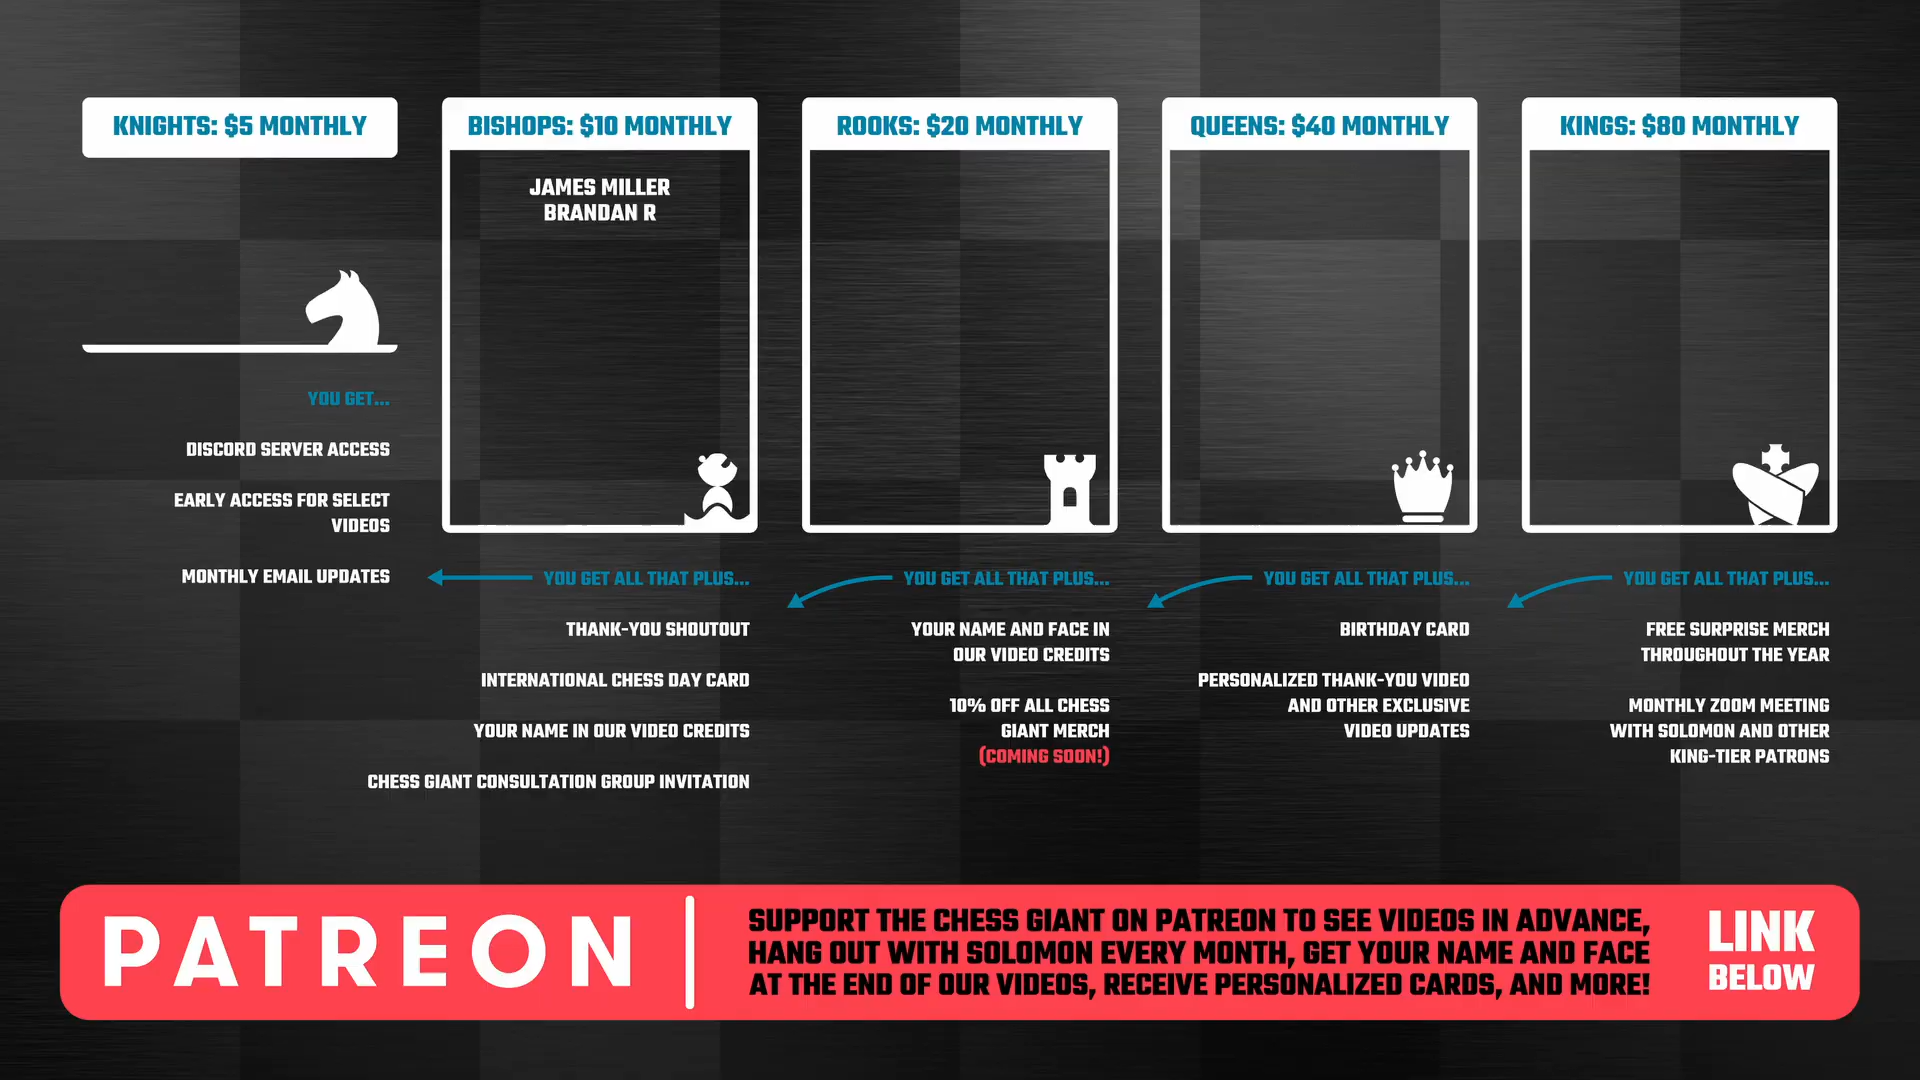 KNIGHTS: $5 MONTHLY
YOU GET...
DISCORD SERVER ACCESS
EARLY ACCESS FOR SELECT
VIDEOS
MONTHLY EMAIL UPDATES
BISHOPS: $10 MONTHLY
JAMES MILLER
BRANDAN R
YOU GET ALL THAT PLUS...
THANK-YOU SHOUTOUT
INTERNATIONAL CHESS DAY CARD
YOUR NAME IN OUR VIDEO CREDITS
CHESS GIANT CONSULTATION GROUP INVITATION
ROOKS: $20 MONTHLY
YOU GET ALL THAT PLUS...
YOUR NAME AND FACE IN
OUR VIDEO CREDITS
10% OFF ALL CHESS
GIANT MERCH
(COMING SOON!)
QUEENS: $40 MONTHLY
YOU GET ALL THAT PLUS...
BIRTHDAY CARD
PERSONALIZED THANK-YOU VIDEO
AND OTHER EXCLUSIVE
VIDEO UPDATES
KINGS: $80 MONTHLY
YOU GET ALL THAT PLUS...
FREE SURPRISE MERCH
THROUGHOUT THE YEAR
MONTHLY ZOOM MEETING
WITH SOLOMON AND OTHER
KING-TIER PATRONS
PATREON
SUPPORT THE CHESS GIANT ON PATREON TO SEE VIDEOS IN ADVANCE,
HANG OUT WITH SOLOMON EVERY MONTH, GET YOUR NAME AND FACE
AT THE END OF OUR VIDEOS, RECEIVE PERSONALIZED CARDS, AND MORE!
LINK
BELOW